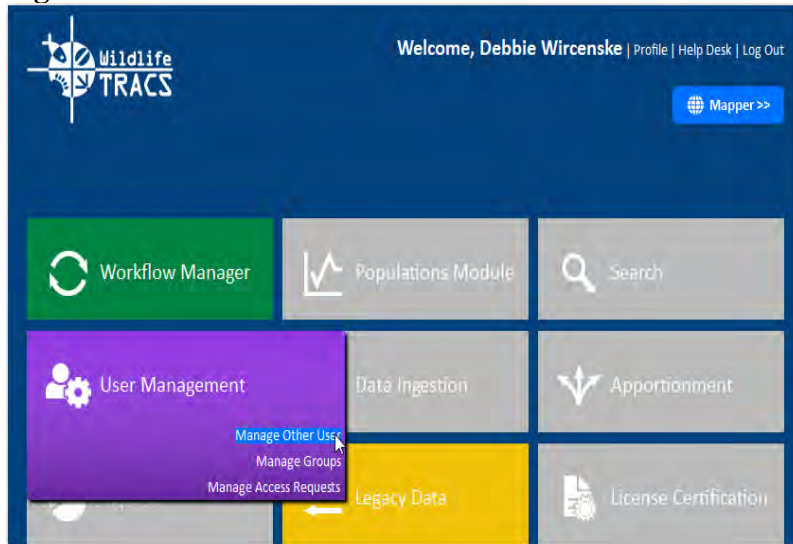 Wildlife
TRACS
Welcome, Debbie Wircenske | Profile | Help Desk | Log Out
Mapper >>
Workflow Manager
Populations Module
Search
User Management
Data Ingestion
Apportionment
Manage Other User
Manage Groups
Manage Access Requests
Legacy Data
License Certification